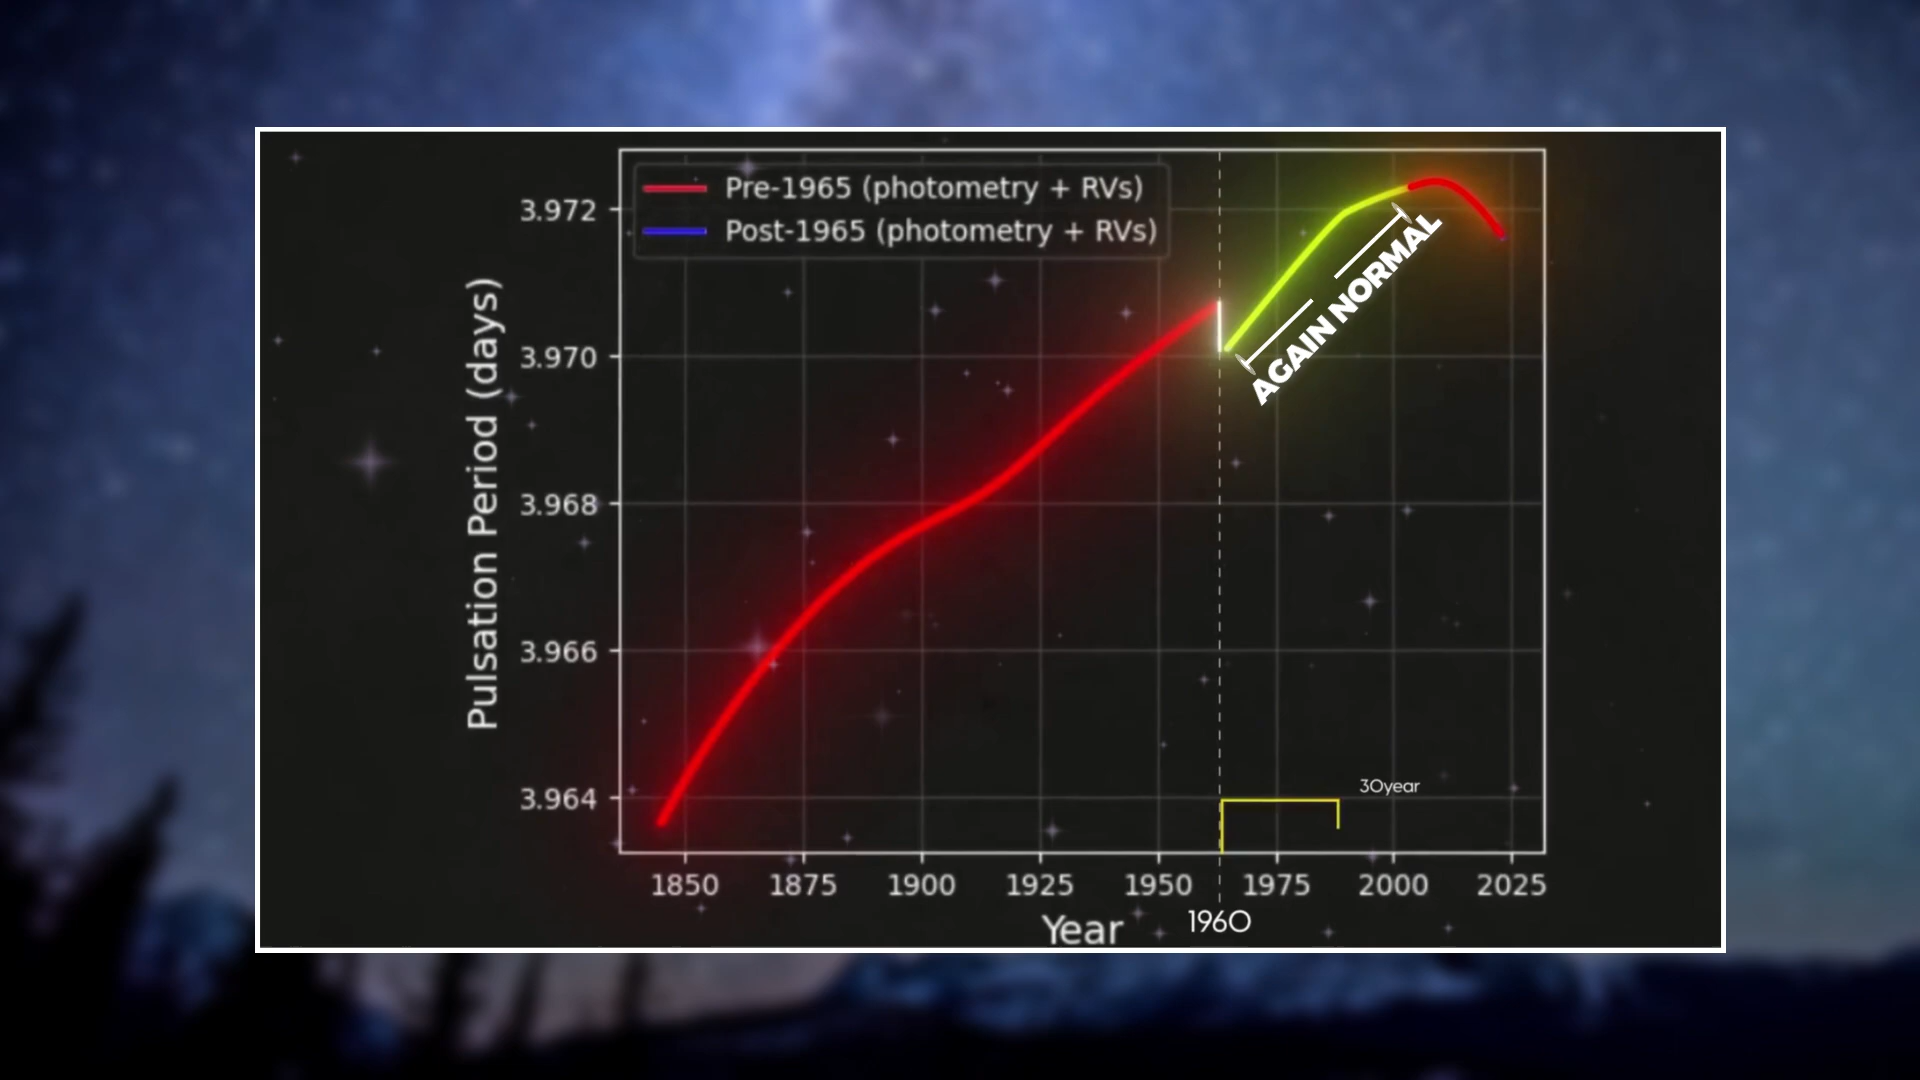 Pre-1965 (photometry + RVs)
Post-1965 (photometry + RVs)
3.972
3.970
3.968
3.966
3.964
Pulsation Period (days)
AGAIN NORMAL
30year
1850 1875 1900 1925 1950 1975 2000 2025
1960
Year